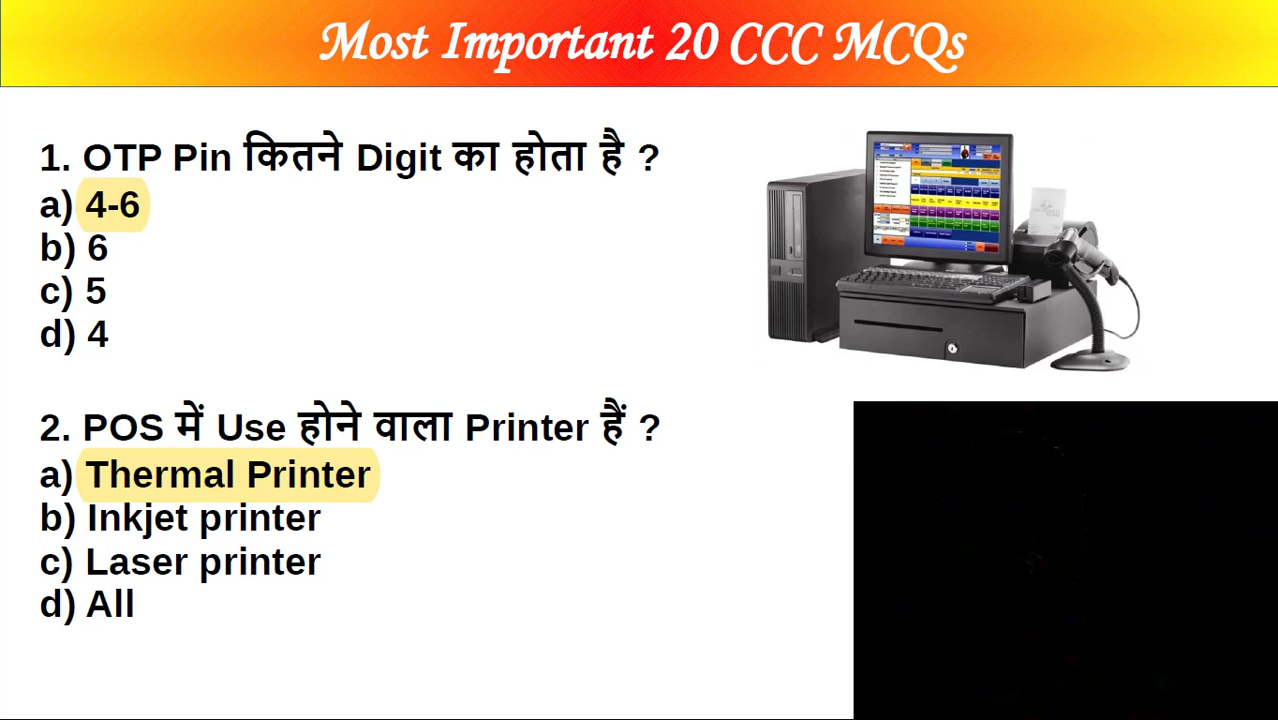 Most Important 20 CCC MCQs
1. OTP Pin कितने Digit का होता है ?
a) 4-6
b) 6
c) 5
d) 4
2. POS में Use होने वाला Printer हैं ?
a) Thermal Printer
b) Inkjet printer
c) Laser printer
d) All